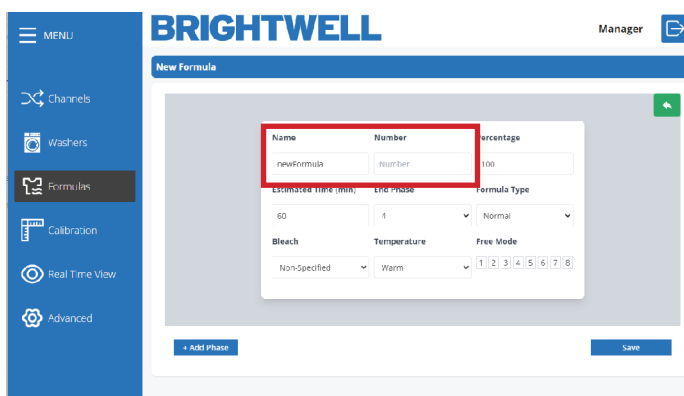 MENU
BRIGHTWELL
Manager
New Formula
Channels
Washers
Formulas
Calibration
Real Time View
Advanced
Name Number Percentage
newFormula Number 100
Estimated Time (min) End Phase Formula Type
60 4 Normal
Bleach Temperature Free Mode
Non-Specified Warm 1 2 3 4 5 6 7 8
+ Add Phase Save